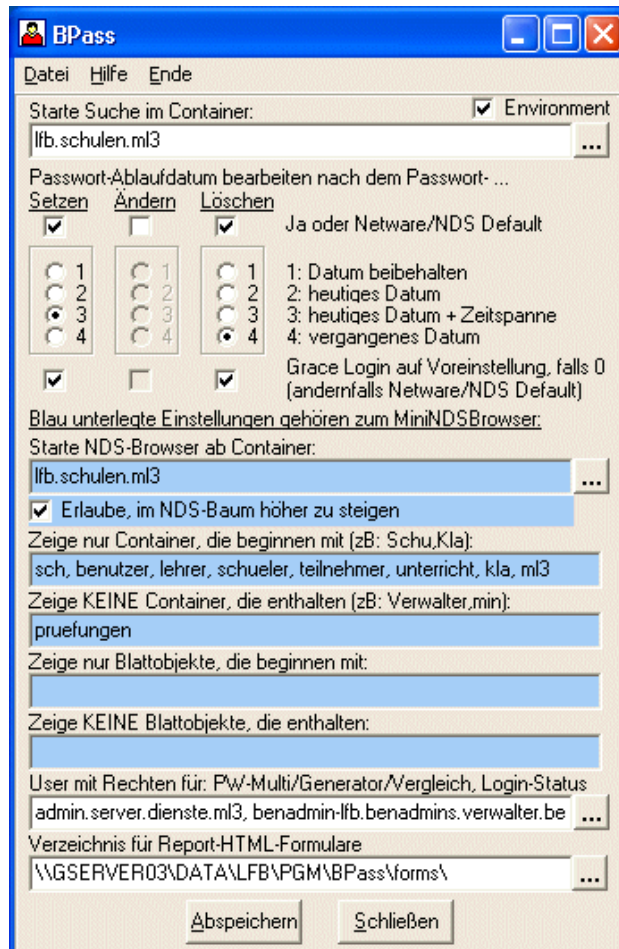 BPass
Datei Hilfe Ende
Starte Suche im Container: Environment
lfb.schulen.ml3 ...
Passwort-Ablaufdatum bearbeiten nach dem Passwort- ...
Setzen Ändern Löschen
Ja oder Netware/NDS Default
1 1 1 1: Datum beibehalten
2 2 2 2: heutiges Datum
3 3 3 3: heutiges Datum + Zeitspanne
4 4 4 4: vergangenes Datum
Grace Login auf Voreinstellung, falls 0
(andernfalls Netware/NDS Default)
Blau unterlegte Einstellungen gehören zum MiniNDSBrowser:
Starte NDS-Browser ab Container:
lfb.schulen.ml3 ...
Erlaube, im NDS-Baum höher zu steigen
Zeige nur Container, die beginnen mit (zB: Schu,Kla):
sch, benutzer, lehrer, schueler, teilnehmer, unterricht, kla, ml3
Zeige KEINE Container, die enthalten (zB: Verwalter,min):
pruefungen
Zeige nur Blattobjekte, die beginnen mit:
Zeige KEINE Blattobjekte, die enthalten:
User mit Rechten für: PW-Multi/Generator/Vergleich, Login-Status
admin.server.dienste.ml3, benadmin-lfb.benadmins.verwalter.be ...
Verzeichnis für Report-HTML-Formulare
\\GSERVER03\DATA\LFB\PGM\BPass\forms\ ...
Abspeichern Schließen